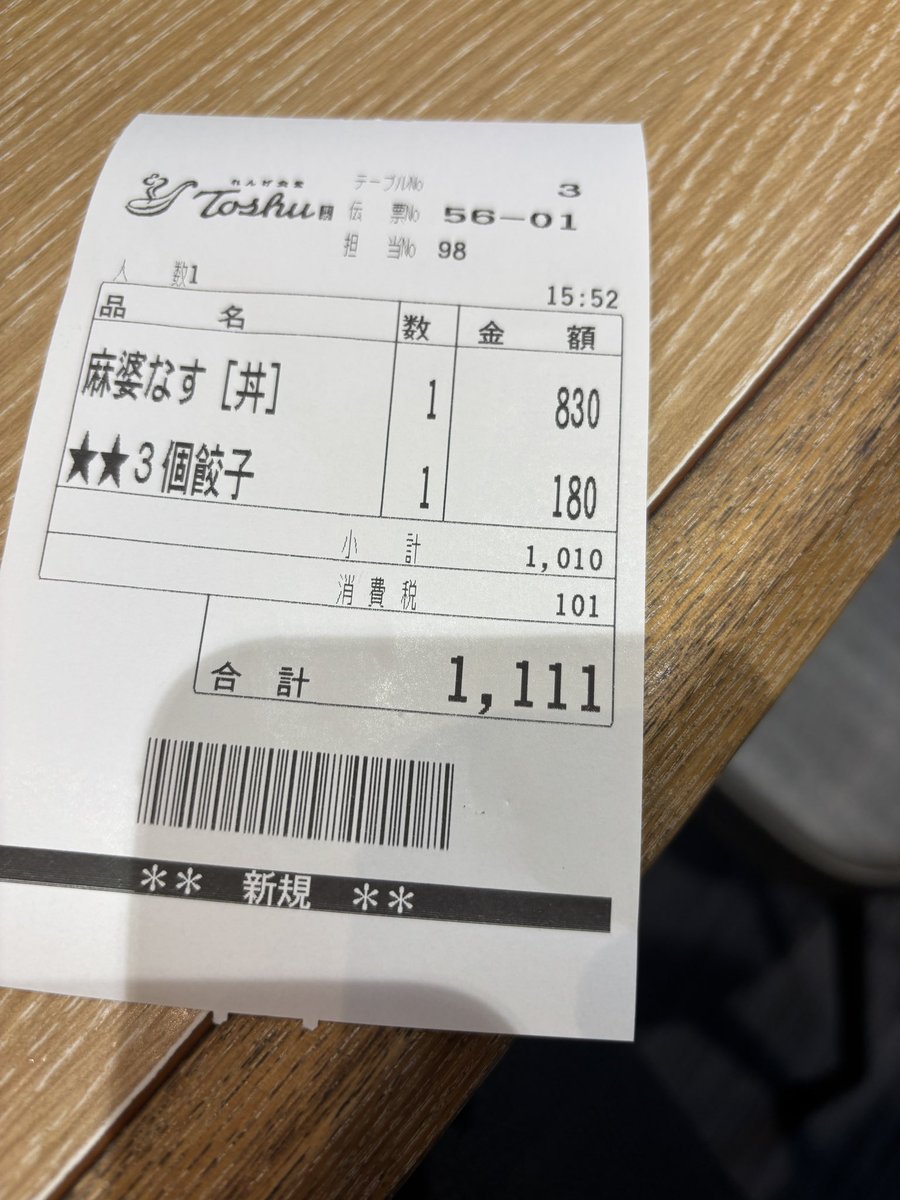 れんげ食堂
Toshu
テーブルNo 3
伝票No 56-01
担当No 98
人数1 15:52
品名 数 金額
麻婆なす [丼] 1 830
★★3個餃子 1 180
小計 1,010
消費税 101
合計 1,111
** 新規 **